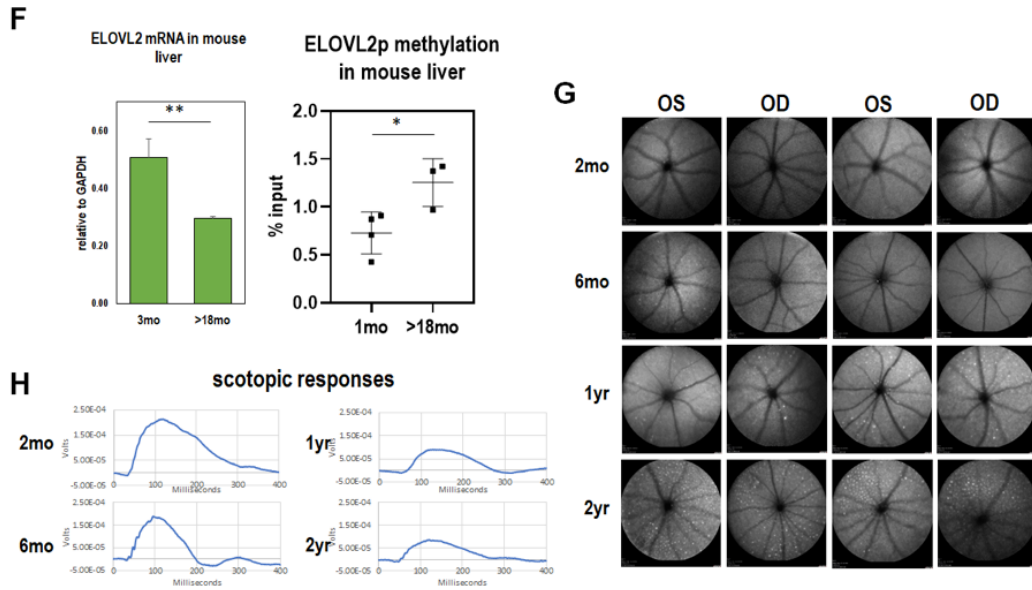 F
ELOVL2 mRNA in mouse
liver
**
relative to GAPDH
0.60
0.40
0.20
0.00
3mo
>18mo
ELOVL2p methylation
in mouse liver
*
% input
2.0
1.5
1.0
0.5
0.0
1mo
>18mo
G
OS
OD
OS
OD
2mo
6mo
1yr
2yr
H
scotopic responses
2mo
Volts
2.50E-04
1.50E-04
5.00E-05
-5.00E-05
0
100
200
300
400
Milliseconds
1yr
Volts
2.50E-04
1.50E-04
5.00E-05
-5.00E-05
0
100
200
300
400
Milliseconds
6mo
Volts
2.50E-04
1.50E-04
5.00E-05
-5.00E-05
0
100
200
300
400
Milliseconds
2yr
Volts
2.50E-04
1.50E-04
5.00E-05
-5.00E-05
0
100
200
300
400
Milliseconds